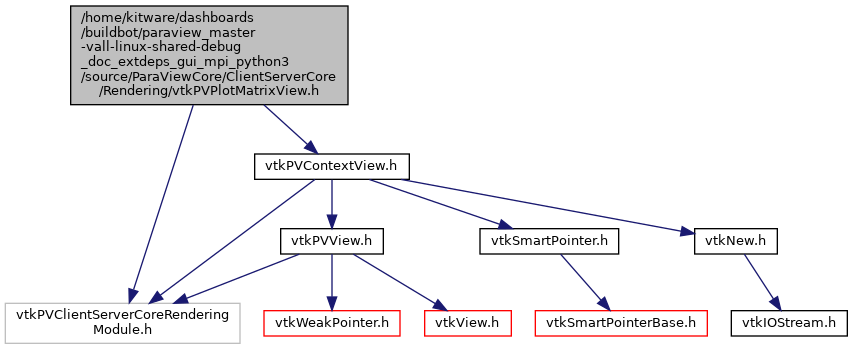 /home/kitware/dashboards
/buildbot/paraview_master
-vall-linux-shared-debug
_doc_extdeps_gui_mpi_python3
/source/ParaViewCore/ClientServerCore
/Rendering/vtkPVPlotMatrixView.h
vtkPVContextView.h
vtkPVView.h
vtkSmartPointer.h
vtkNew.h
vtkPVClientServerCoreRendering
Module.h
vtkWeakPointer.h
vtkView.h
vtkSmartPointerBase.h
vtkIOStream.h